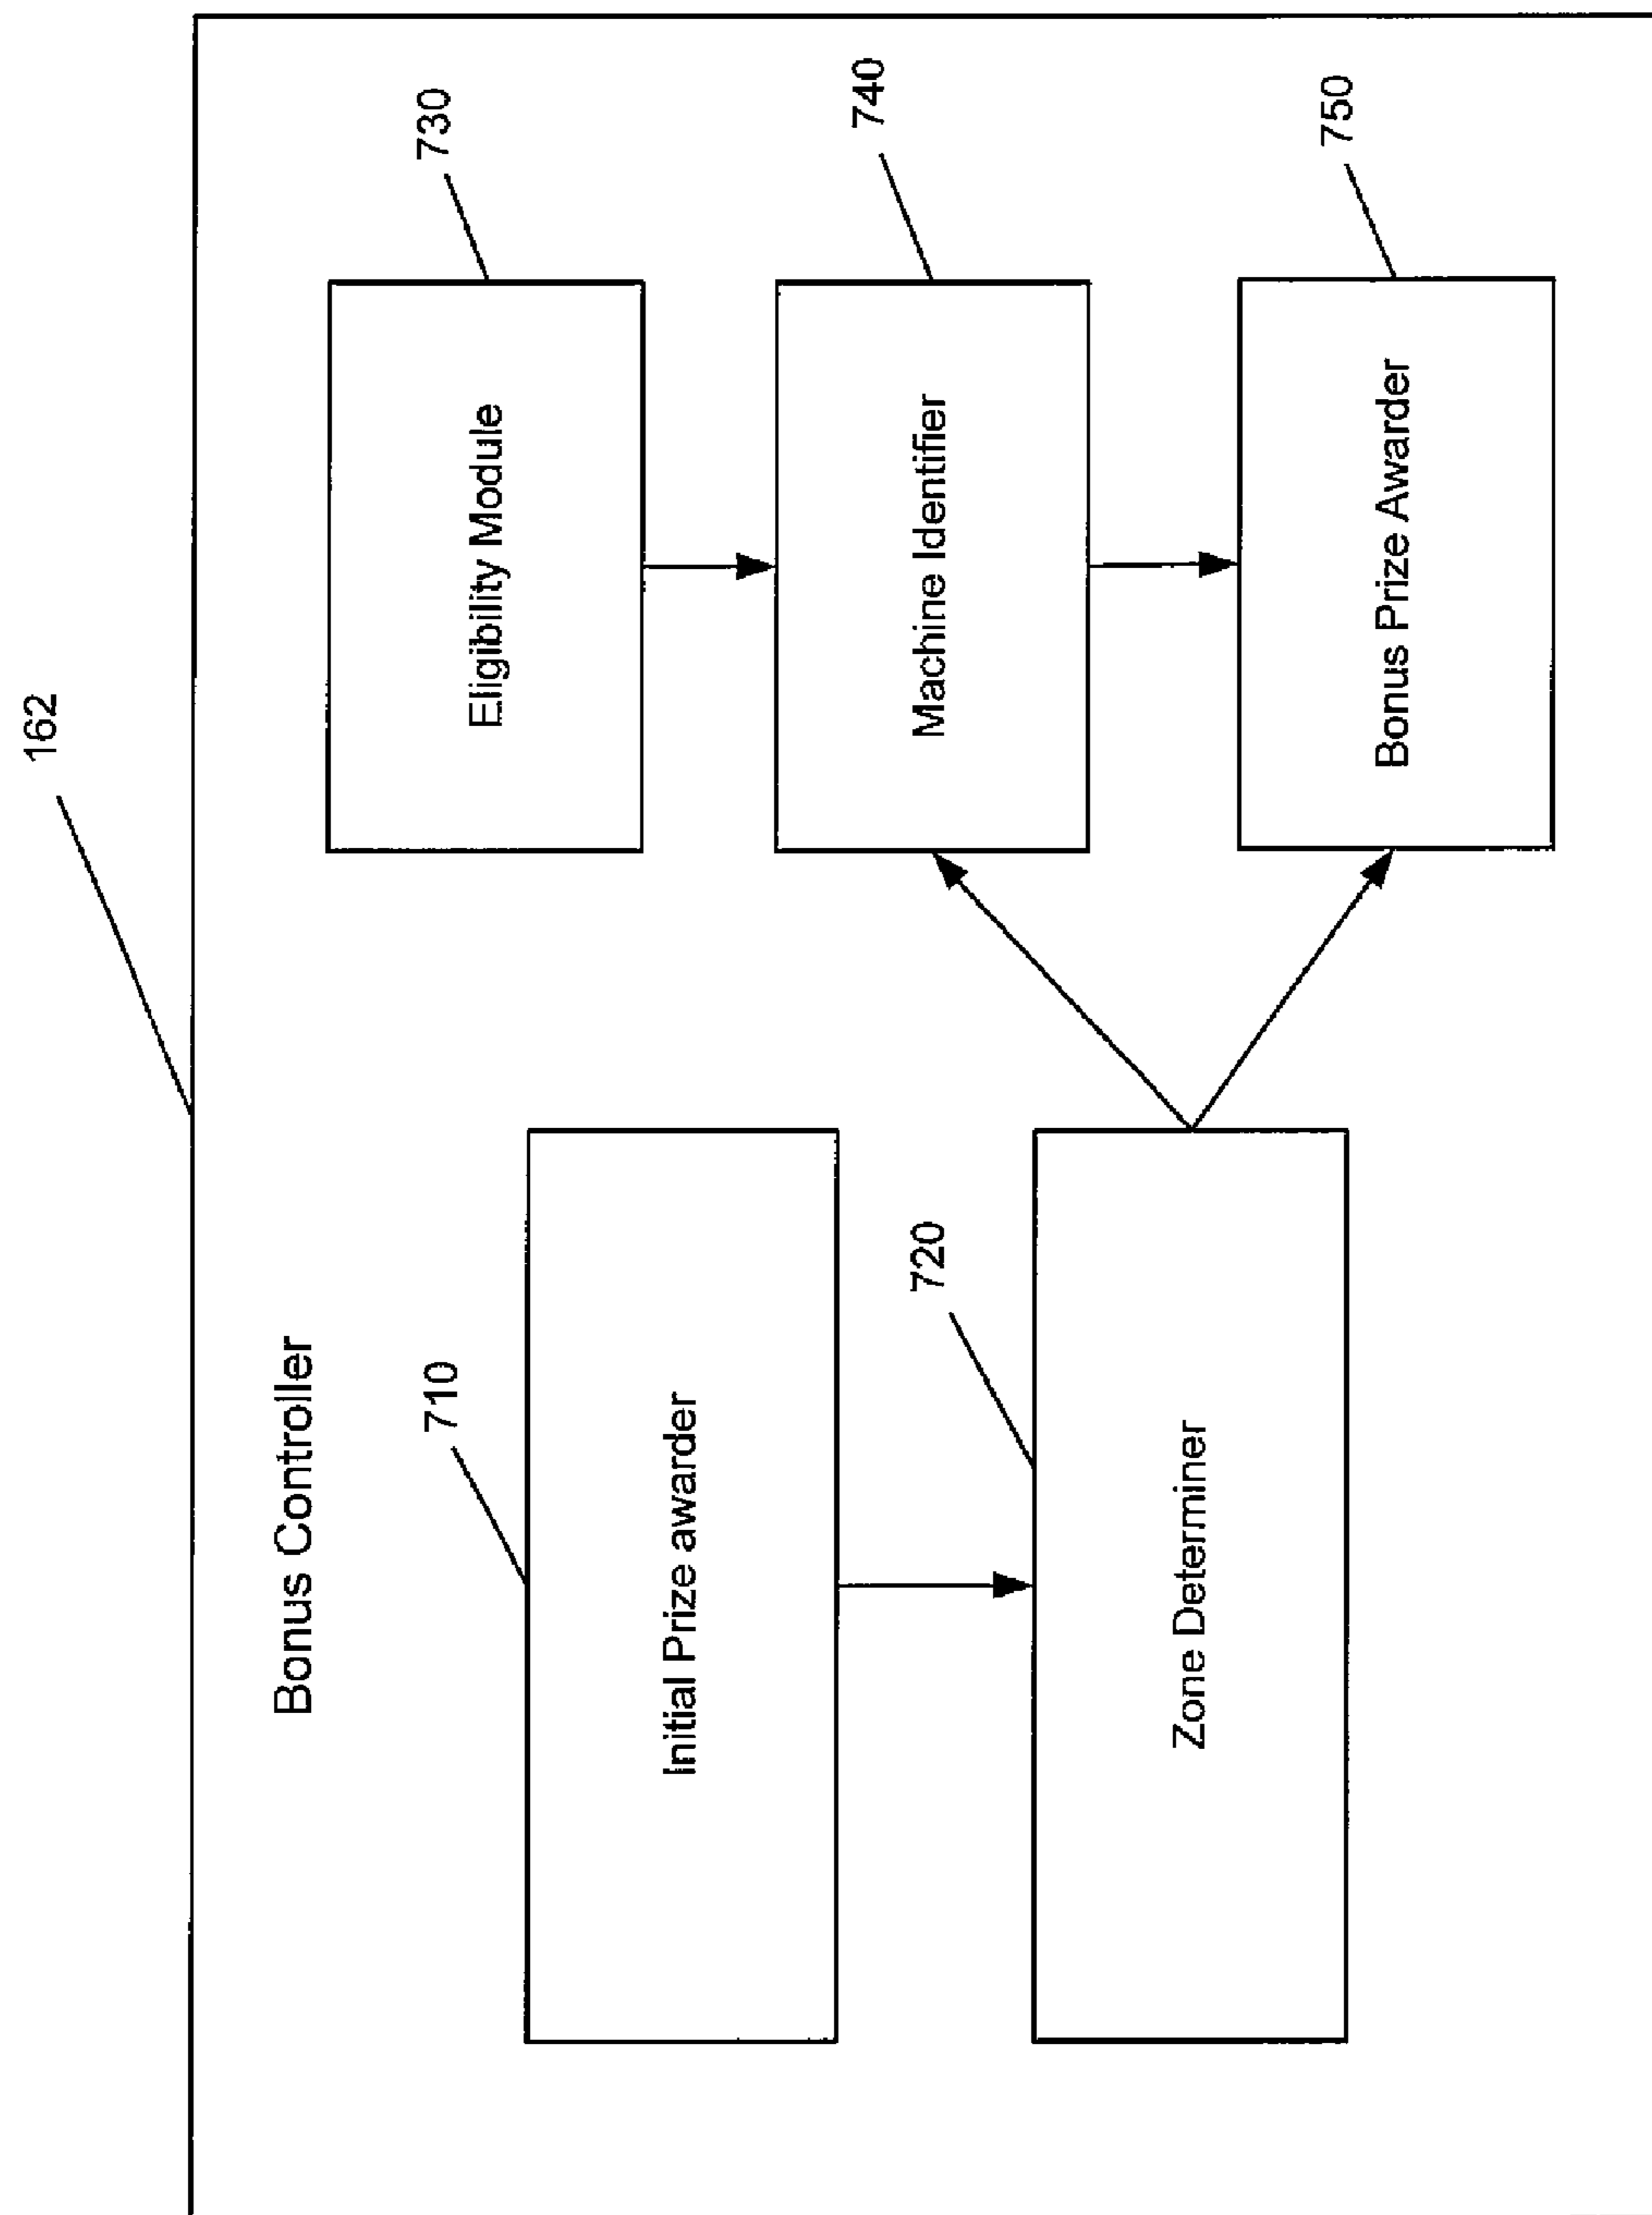 162
Bonus Controller
710
Initial Prize awarder
720
Zone Determiner
730
Eligibility Module
740
Machine Identifier
750
Bonus Prize Awarder